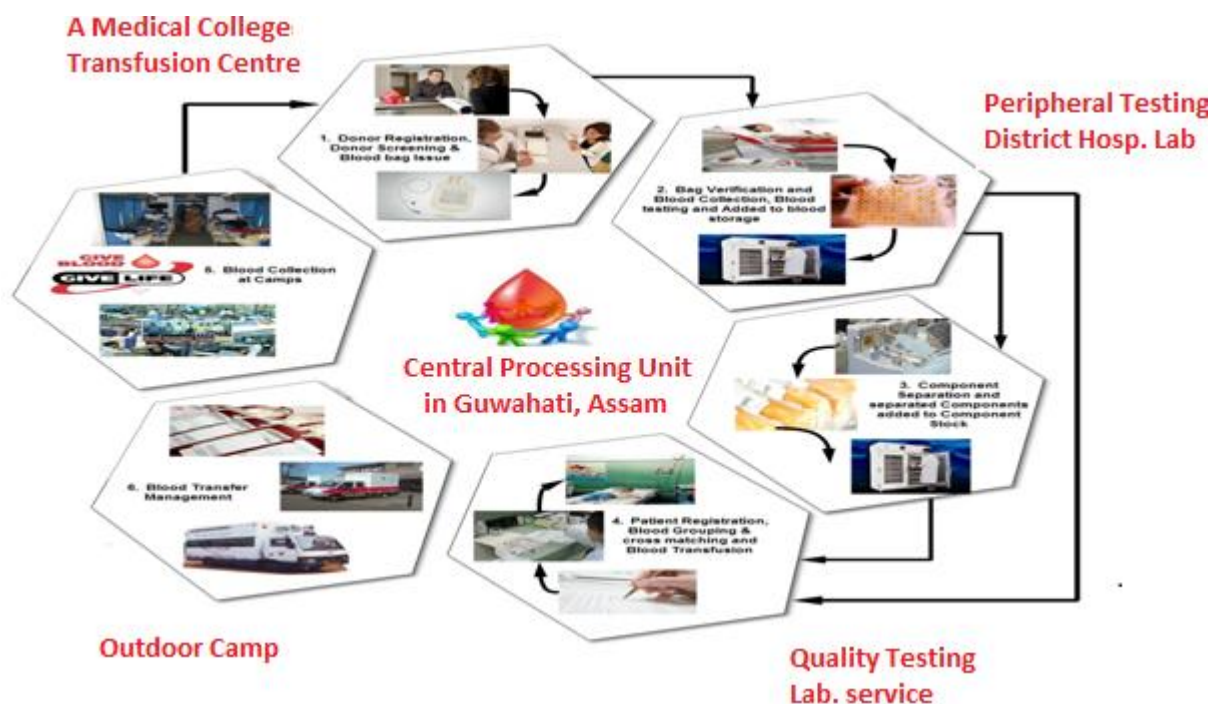 A Medical College
Transfusion Centre
1. Donor Registration,
Donor Screening &
Blood bag Issue
Peripheral Testing
District Hosp. Lab
2. Bag Verification and
Blood Collection, Blood
testing and Added to blood
storage
GIVE
BLOOD
GIVE LIFE
5. Blood Collection
at Camps
Central Processing Unit
in Guwahati, Assam
3. Component
Separation and
separated Components
added to Component
Stock
6. Blood Transfer
Management
4. Patient Registration,
Blood Grouping &
cross matching and
Blood Transfusion
Outdoor Camp
Quality Testing
Lab. service